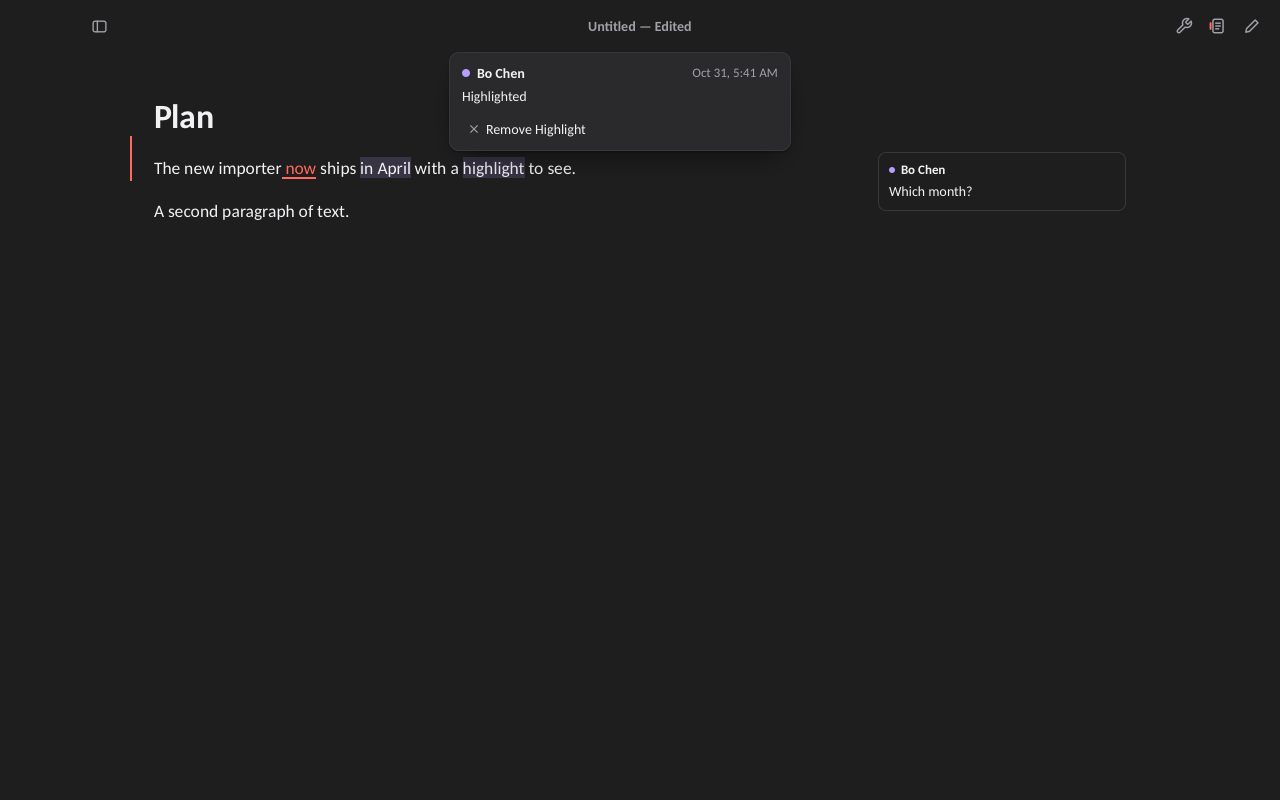 Untitled — Edited
Bo Chen
Oct 31, 5:41 AM
Highlighted
Remove Highlight
Plan
The new importer now ships in April with a highlight to see.
A second paragraph of text.
Bo Chen
Which month?